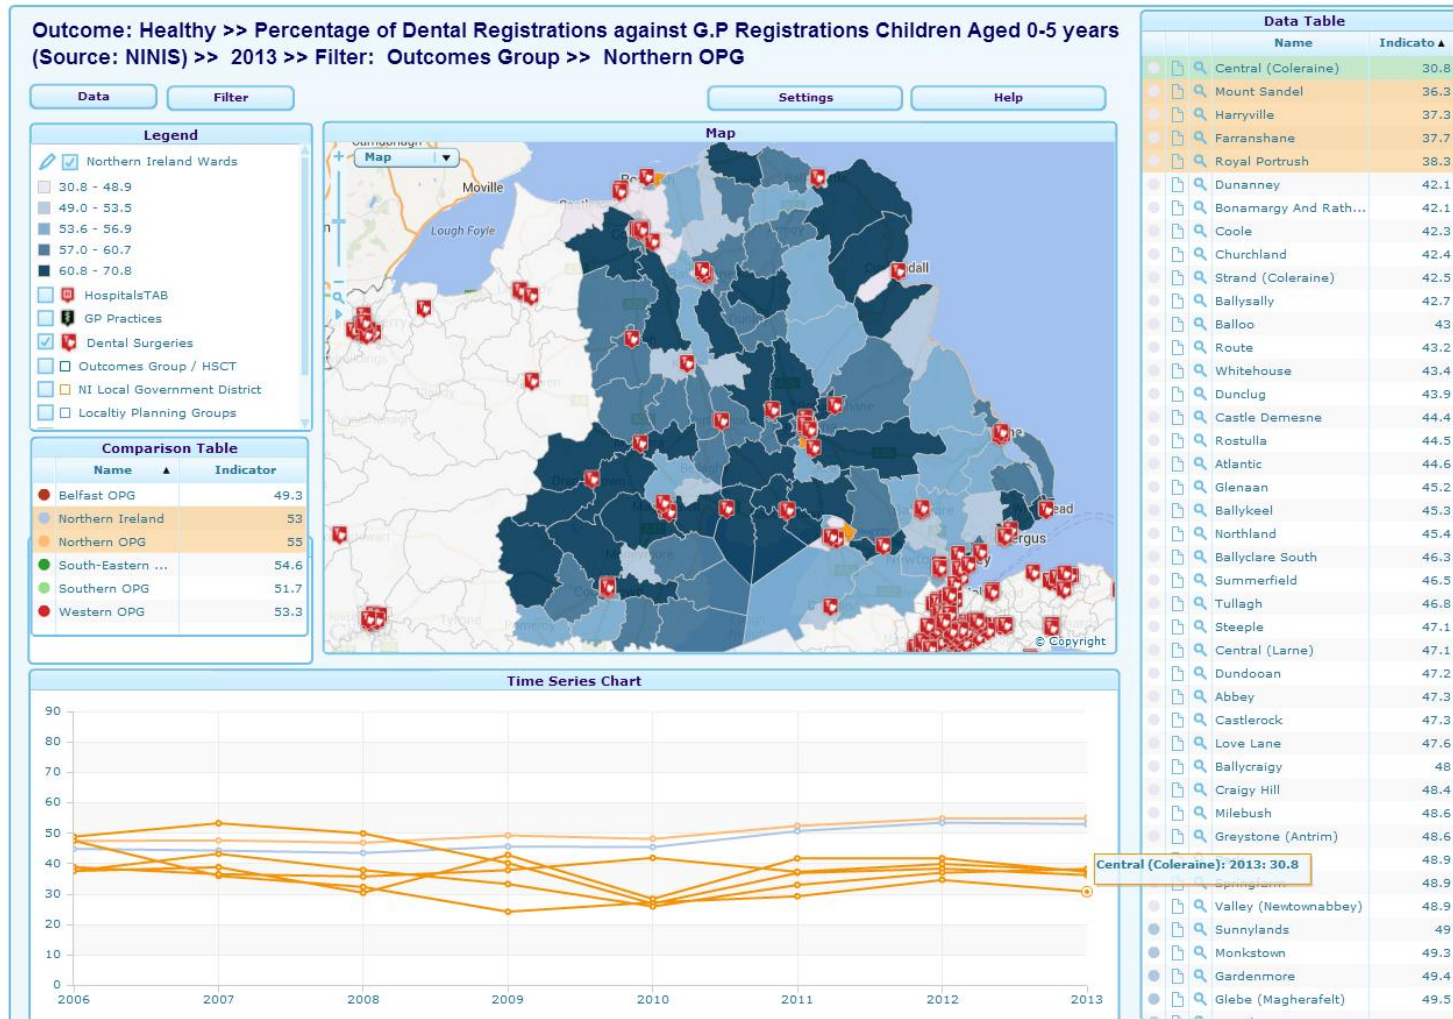 Outcome: Healthy >> Percentage of Dental Registrations against G.P Registrations Children Aged 0-5 years
(Source: NINIS) >> 2013 >> Filter: Outcomes Group >> Northern OPG
Data
Filter
Settings
Help
Legend
Northern Ireland Wards
30.8 - 48.9
49.0 - 53.5
53.6 - 56.9
57.0 - 60.7
60.8 - 70.8
HospitalsTAB
GP Practices
Dental Surgeries
Outcomes Group / HSCT
NI Local Government District
Localtiy Planning Groups
Comparison Table
Name Indicator
Belfast OPG 49.3
Northern Ireland 53
Northern OPG 55
South-Eastern ... 54.6
Southern OPG 51.7
Western OPG 53.3
Map
Map
Moville
Lough Foyle
© Copyright
Time Series Chart
90
80
70
60
50
40
30
20
10
0
2006 2007 2008 2009 2010 2011 2012 2013
Central (Coleraine): 2013: 30.8
Data Table
Name Indicato
Central (Coleraine) 30.8
Mount Sandel 36.3
Harryville 37.3
Farranshane 37.7
Royal Portrush 38.3
Dunanney 42.1
Bonamargy And Rath... 42.1
Coole 42.3
Churchland 42.4
Strand (Coleraine) 42.5
Ballysally 42.7
Balloo 43
Route 43.2
Whitehouse 43.4
Dunclug 43.9
Castle Demesne 44.4
Rostulla 44.5
Atlantic 44.6
Glenaan 45.2
Ballykeel 45.3
Northland 45.4
Ballyclare South 46.3
Summerfield 46.5
Tullagh 46.8
Steeple 47.1
Central (Larne) 47.1
Dundooan 47.2
Abbey 47.3
Castlerock 47.3
Love Lane 47.6
Ballycraigy 48
Craigy Hill 48.4
Milebush 48.6
Greystone (Antrim) 48.6
48.9
Springfarm 48.9
Valley (Newtownabbey) 48.9
Sunnylands 49
Monkstown 49.3
Gardenmore 49.4
Glebe (Magherafelt) 49.5